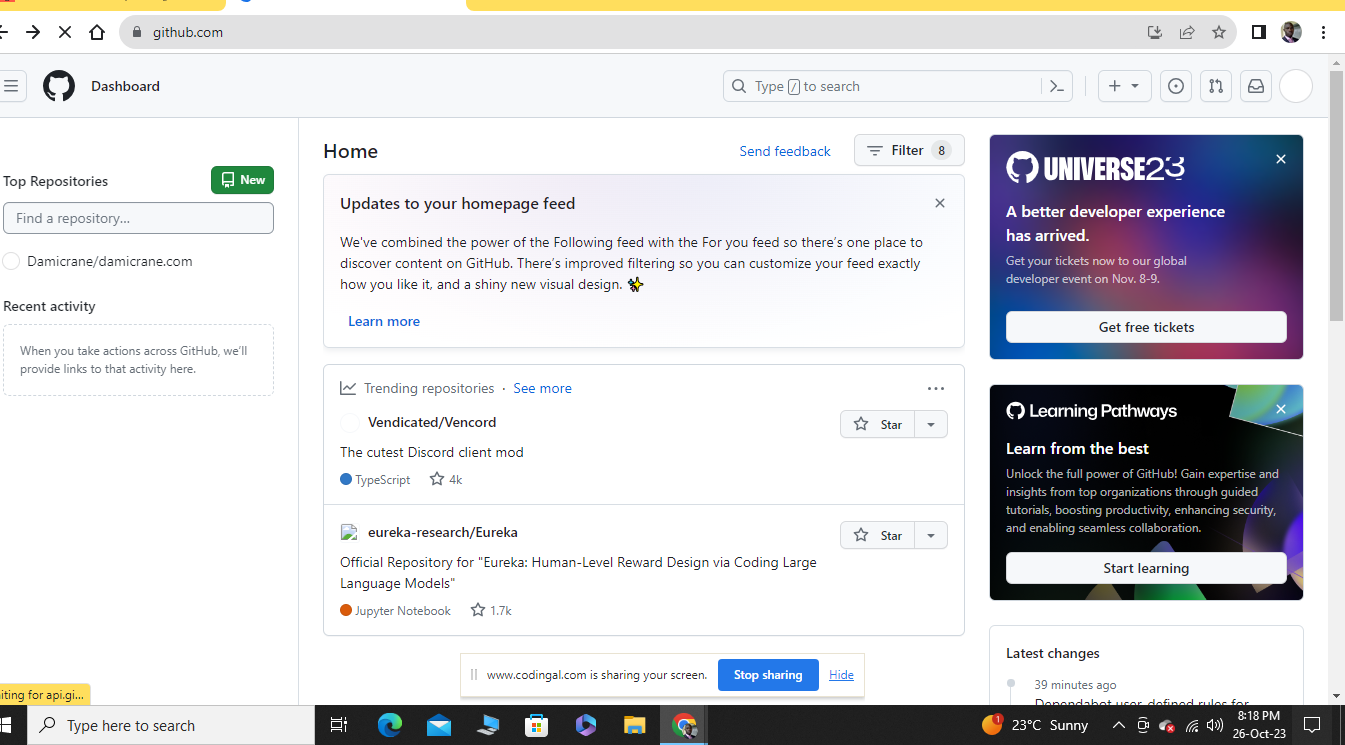 github.com
Dashboard
Type / to search
Home
Send feedback
Filter 8
Top Repositories
New
Find a repository...
Damicrane/damicrane.com
Recent activity
When you take actions across GitHub, we'll
provide links to that activity here.
Updates to your homepage feed
We've combined the power of the Following feed with the For you feed so there's one place to
discover content on GitHub. There's improved filtering so you can customize your feed exactly
how you like it, and a shiny new visual design. ✨
Learn more
Trending repositories · See more
Vendicated/Vencord
Star
The cutest Discord client mod
TypeScript 4k
eureka-research/Eureka
Star
Official Repository for "Eureka: Human-Level Reward Design via Coding Large
Language Models"
Jupyter Notebook 1.7k
UNIVERSE23
A better developer experience
has arrived.
Get your tickets now to our global
developer event on Nov. 8-9.
Get free tickets
Learning Pathways
Learn from the best
Unlock the full power of GitHub! Gain expertise and
insights from top organizations through guided
tutorials, boosting productivity, enhancing security,
and enabling seamless collaboration.
Start learning
Latest changes
39 minutes ago
Dependabot user-defined rules for
www.codingal.com is sharing your screen.
Stop sharing
Hide
iting for api.gi...
Type here to search
1
23°C Sunny
8:18 PM
26-Oct-23